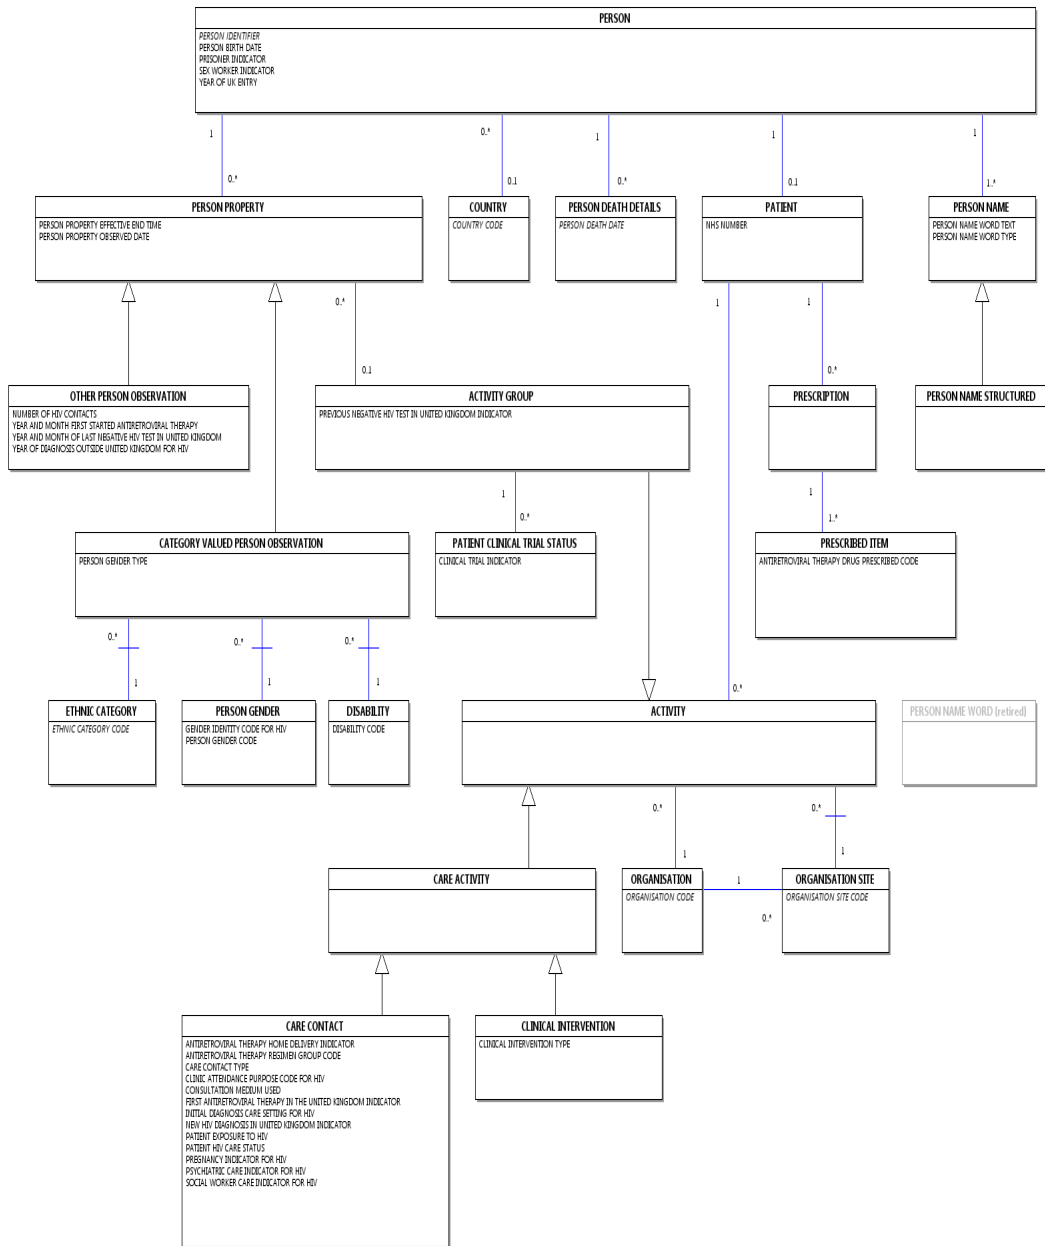 PERSON
PERSON IDENTIFIER
PERSON BIRTH DATE
PRISONER INDICATOR
SEX WORKER INDICATOR
YEAR OF UK ENTRY
1
0..*
1
1
1
0..*
0..1
0..*
0..1
1..*
PERSON PROPERTY
PERSON PROPERTY EFFECTIVE END TIME
PERSON PROPERTY OBSERVED DATE
COUNTRY
COUNTRY CODE
PERSON DEATH DETAILS
PERSON DEATH DATE
PATIENT
NHS NUMBER
PERSON NAME
PERSON NAME WORD TEXT
PERSON NAME WORD TYPE
0..*
1
1
0..1
0..*
OTHER PERSON OBSERVATION
NUMBER OF HIV CONTACTS
YEAR AND MONTH FIRST STARTED ANTIRETROVIRAL THERAPY
YEAR AND MONTH OF LAST NEGATIVE HIV TEST IN UNITED KINGDOM
YEAR OF DIAGNOSIS OUTSIDE UNITED KINGDOM FOR HIV
ACTIVITY GROUP
PREVIOUS NEGATIVE HIV TEST IN UNITED KINGDOM INDICATOR
PRESCRIPTION
PERSON NAME STRUCTURED
1
0..*
1
1..*
CATEGORY VALUED PERSON OBSERVATION
PERSON GENDER TYPE
PATIENT CLINICAL TRIAL STATUS
CLINICAL TRIAL INDICATOR
PRESCRIBED ITEM
ANTIRETROVIRAL THERAPY DRUG PRESCRIBED CODE
0..*
0..*
0..*
1
1
1
0..*
ETHNIC CATEGORY
ETHNIC CATEGORY CODE
PERSON GENDER
GENDER IDENTITY CODE FOR HIV
PERSON GENDER CODE
DISABILITY
DISABILITY CODE
ACTIVITY
PERSON NAME WORD (retired)
0..*
0..*
1
1
CARE ACTIVITY
ORGANISATION
ORGANISATION CODE
1
0..*
ORGANISATION SITE
ORGANISATION SITE CODE
CARE CONTACT
ANTIRETROVIRAL THERAPY HOME DELIVERY INDICATOR
ANTIRETROVIRAL THERAPY REGIMEN GROUP CODE
CARE CONTACT TYPE
CLINIC ATTENDANCE PURPOSE CODE FOR HIV
CONSULTATION MEDIUM USED
FIRST ANTIRETROVIRAL THERAPY IN THE UNITED KINGDOM INDICATOR
INITIAL DIAGNOSIS CARE SETTING FOR HIV
NEW HIV DIAGNOSIS IN UNITED KINGDOM INDICATOR
PATIENT EXPOSURE TO HIV
PATIENT HIV CARE STATUS
PREGNANCY INDICATOR FOR HIV
PSYCHIATRIC CARE INDICATOR FOR HIV
SOCIAL WORKER CARE INDICATOR FOR HIV
CLINICAL INTERVENTION
CLINICAL INTERVENTION TYPE